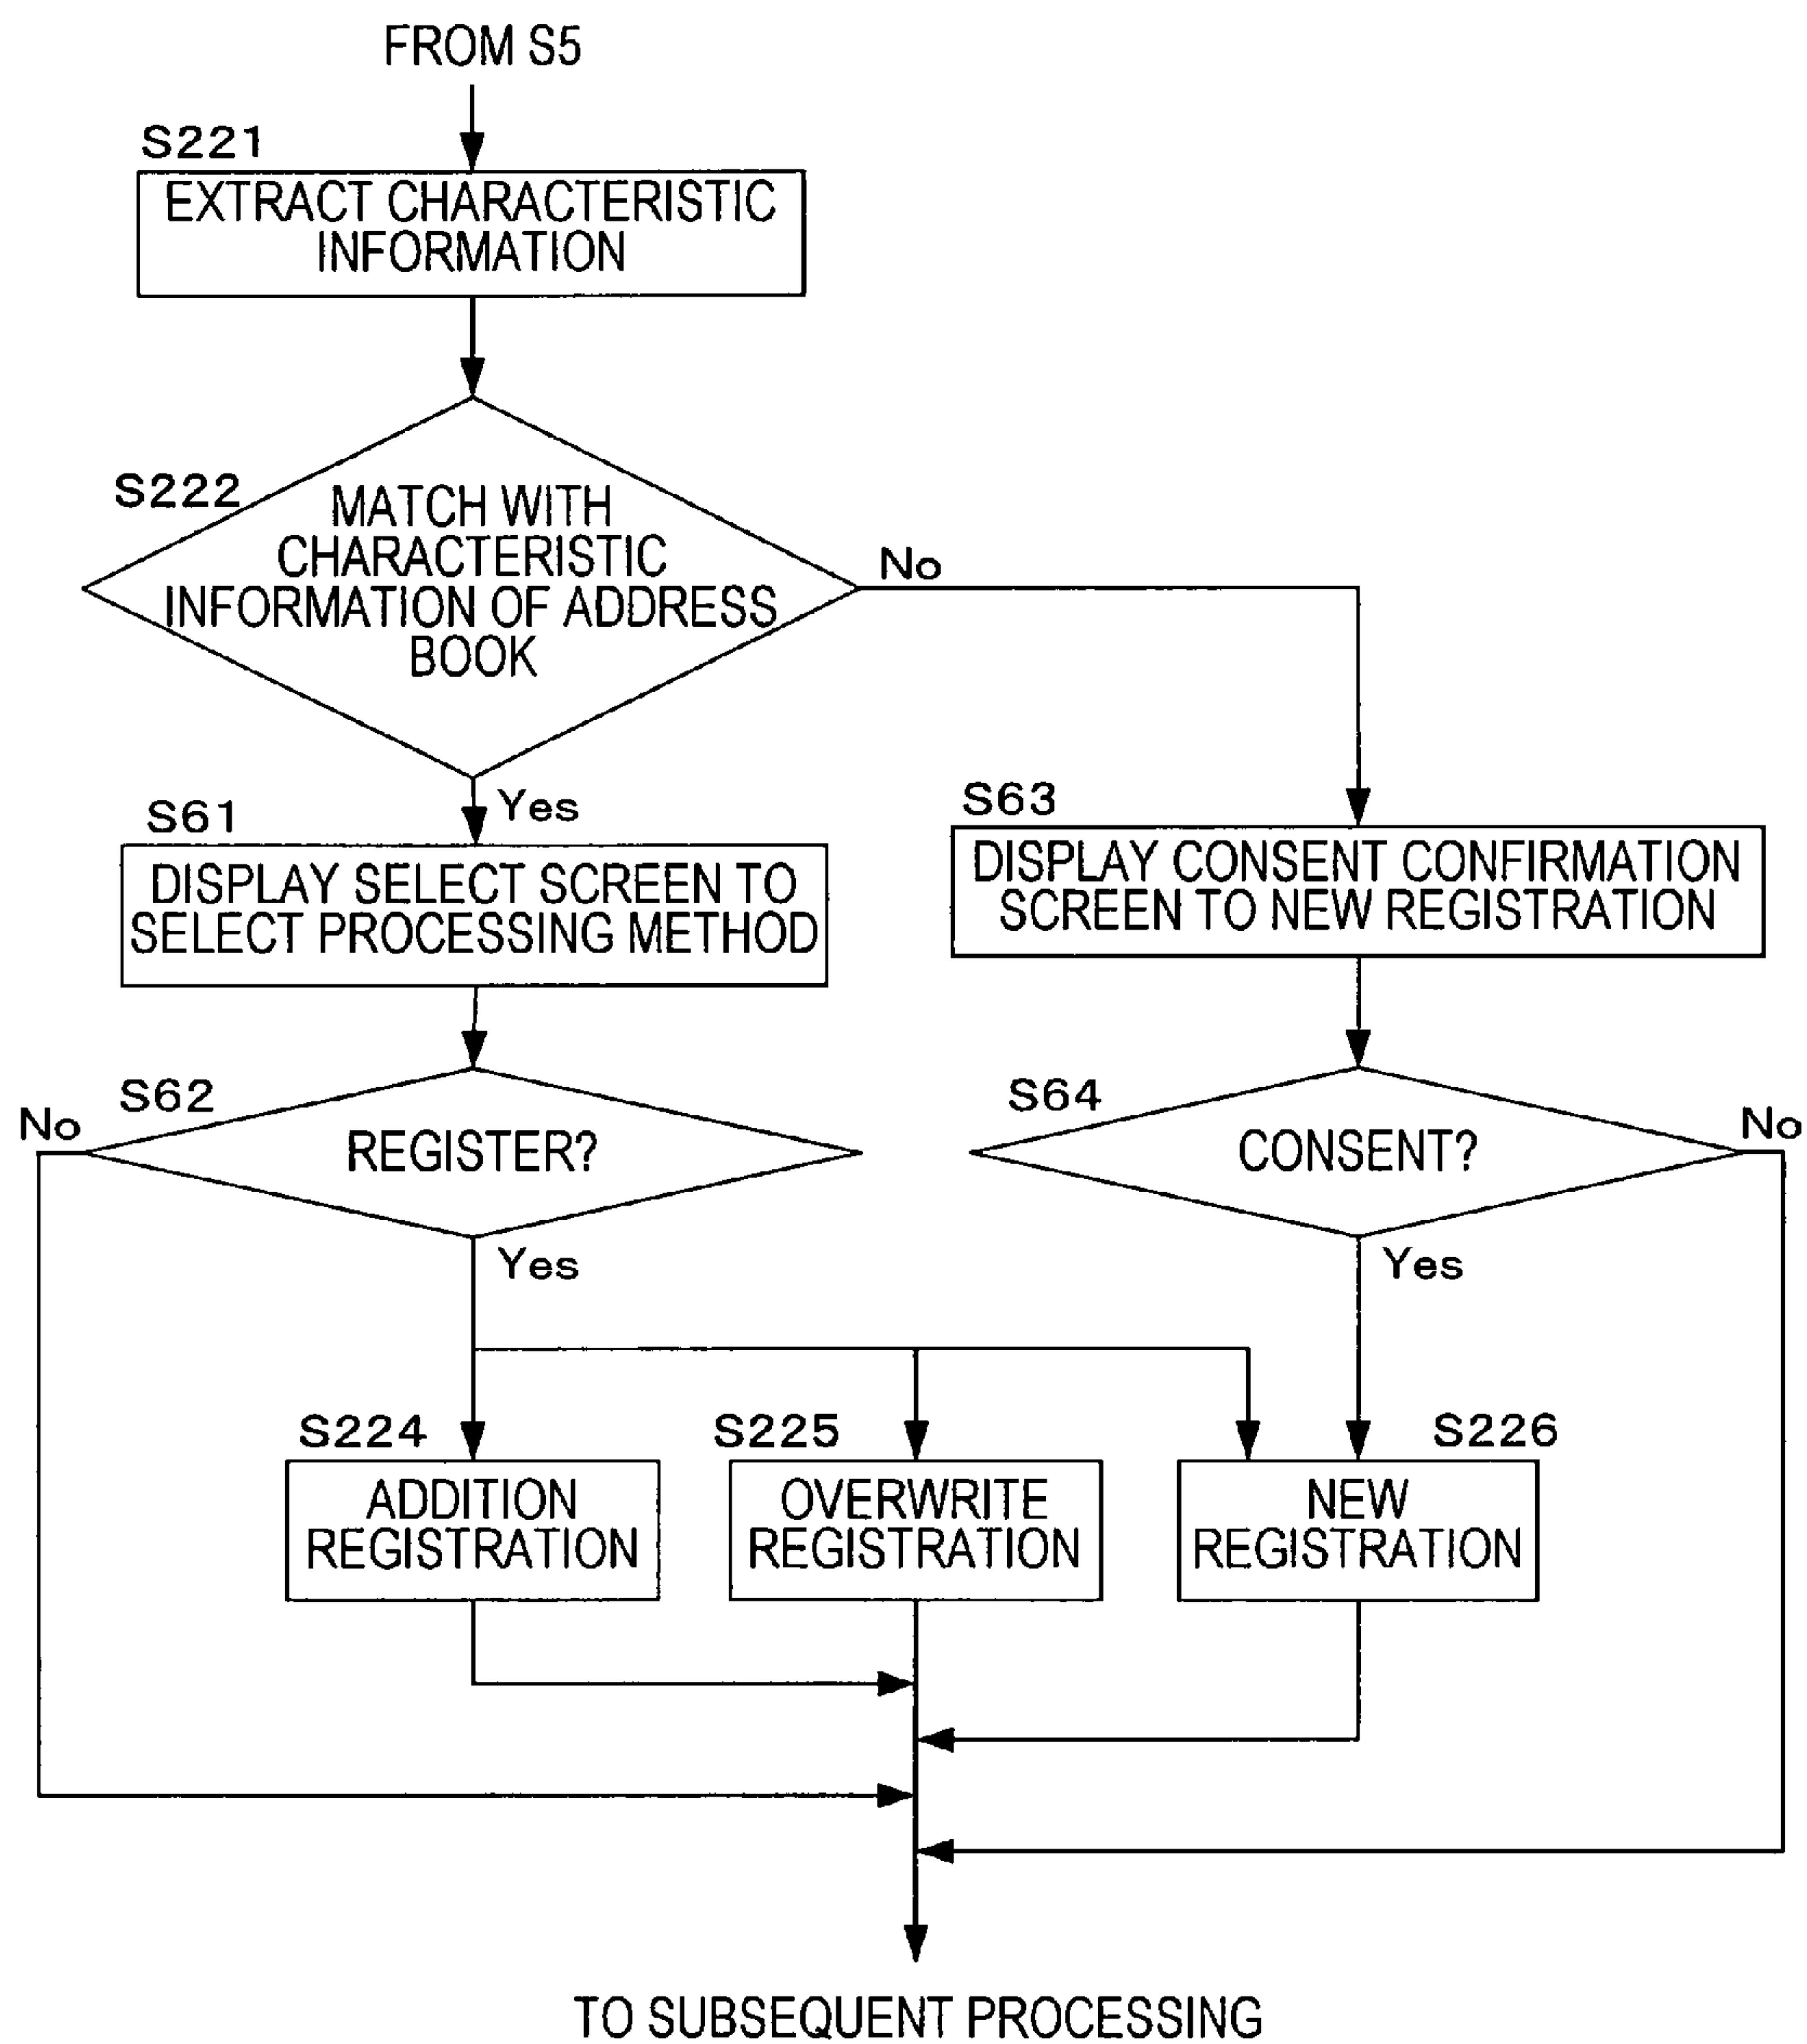 FROM S5
S221
EXTRACT CHARACTERISTIC
INFORMATION
S222
MATCH WITH
CHARACTERISTIC
INFORMATION OF ADDRESS
BOOK
No
Yes
S61
DISPLAY SELECT SCREEN TO
SELECT PROCESSING METHOD
S63
DISPLAY CONSENT CONFIRMATION
SCREEN TO NEW REGISTRATION
S62
No
REGISTER?
Yes
S64
No
CONSENT?
Yes
S224
ADDITION
REGISTRATION
S225
OVERWRITE
REGISTRATION
S226
NEW
REGISTRATION
TO SUBSEQUENT PROCESSING